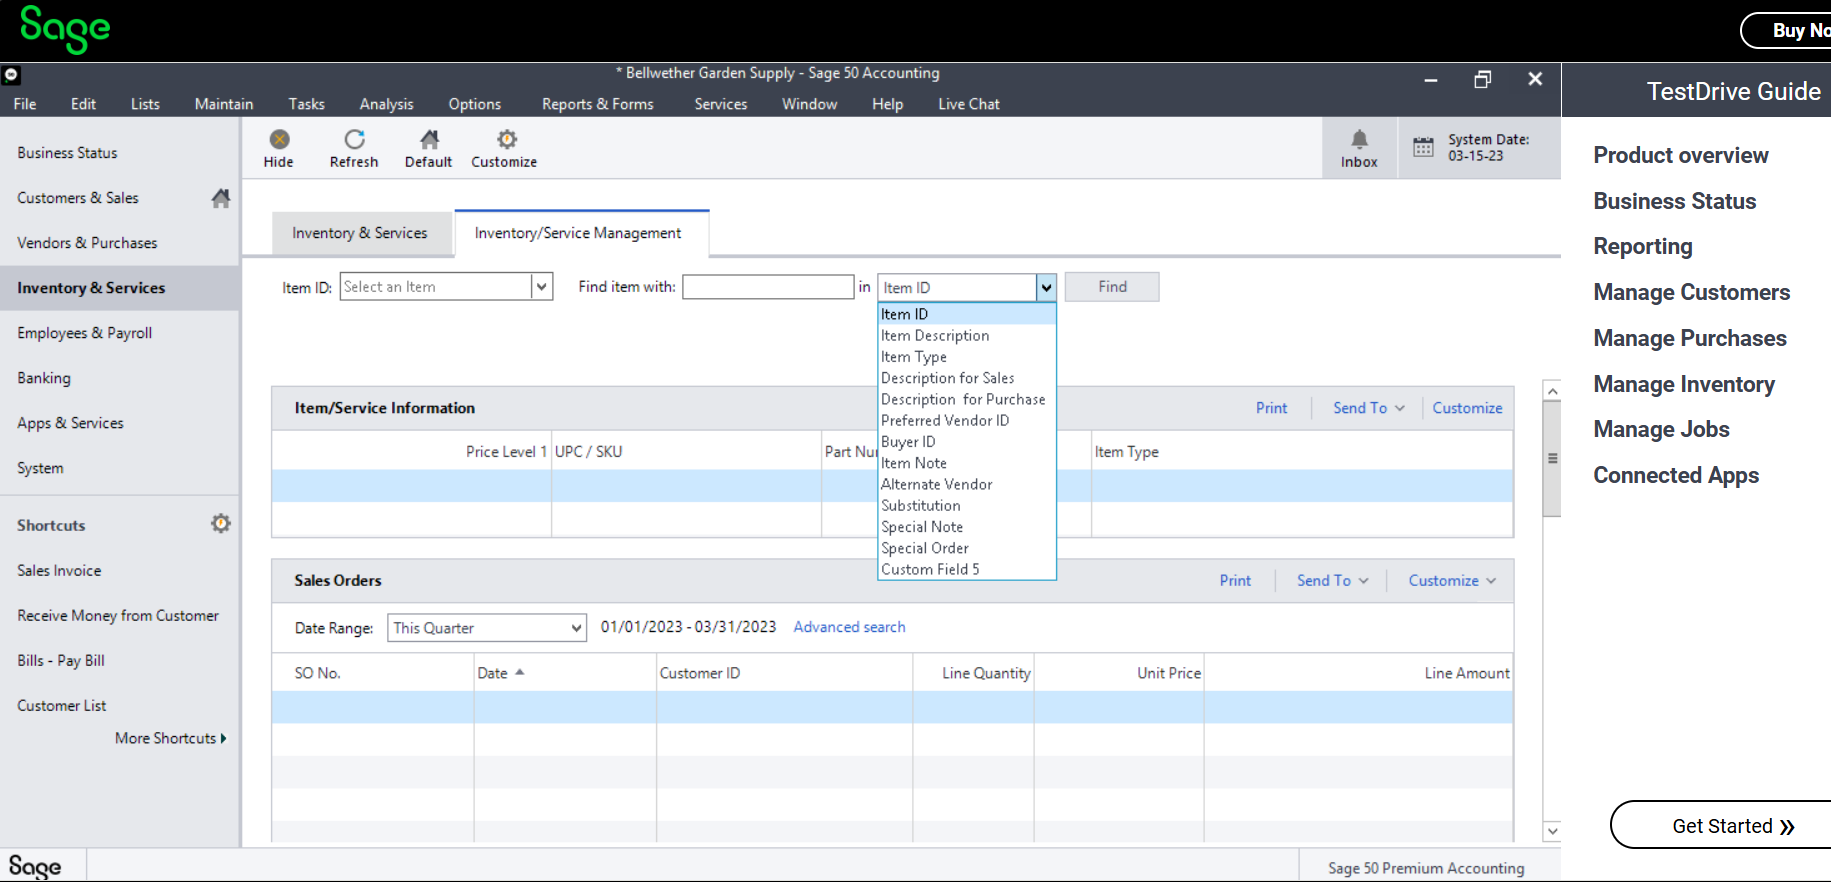 Sage
Buy No
* Bellwether Garden Supply - Sage 50 Accounting
TestDrive Guide
File Edit Lists Maintain Tasks Analysis Options Reports & Forms Services Window Help Live Chat
Business Status
Customers & Sales
Vendors & Purchases
Inventory & Services
Employees & Payroll
Banking
Apps & Services
System
Shortcuts
Sales Invoice
Receive Money from Customer
Bills - Pay Bill
Customer List
More Shortcuts
Hide Refresh Default Customize
Inbox
System Date:
03-15-23
Inventory & Services Inventory/Service Management
Item ID: Select an Item Find item with: in Item ID Find
Item ID
Item Description
Item Type
Description for Sales
Description for Purchase
Preferred Vendor ID
Buyer ID
Item Note
Alternate Vendor
Substitution
Special Note
Special Order
Custom Field 5
Item/Service Information Print Send To Customize
Price Level 1 UPC / SKU Part Nu Item Type
Sales Orders Print Send To Customize
Date Range: This Quarter 01/01/2023 - 03/31/2023 Advanced search
SO No. Date Customer ID Line Quantity Unit Price Line Amount
Product overview
Business Status
Reporting
Manage Customers
Manage Purchases
Manage Inventory
Manage Jobs
Connected Apps
Get Started »
Sage
Sage 50 Premium Accounting